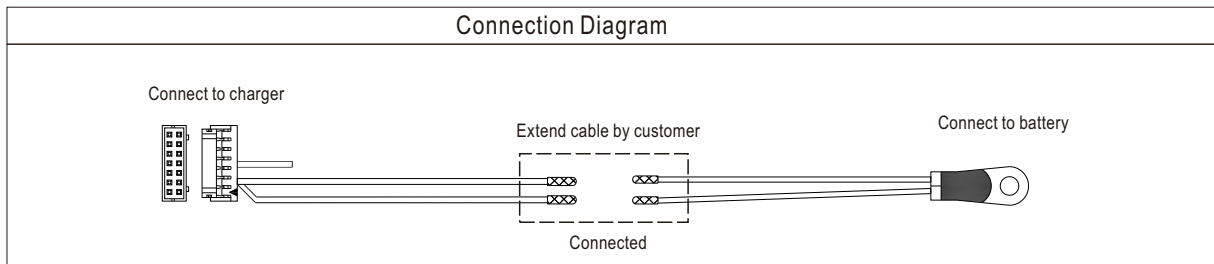 Connection Diagram
Connect to charger
Extend cable by customer
Connect to battery
Connected